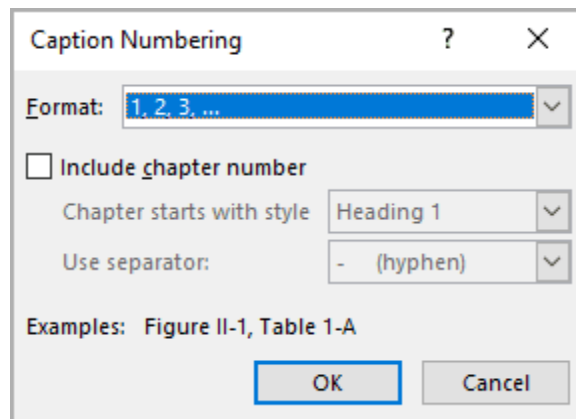 Caption Numbering ?
Format: 1, 2, 3, ...
Include chapter number
Chapter starts with style Heading 1
Use separator: - (hyphen)
Examples: Figure II-1, Table 1-A
OK Cancel